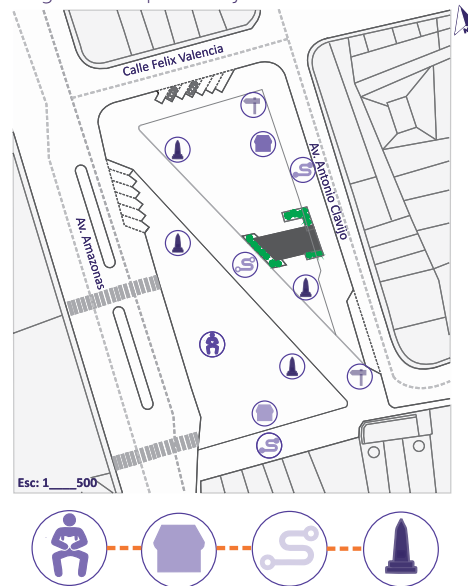 Calle Felix Valencia
Av. Antonio Clavijo
Av. Amazonas
Esc: 1____500